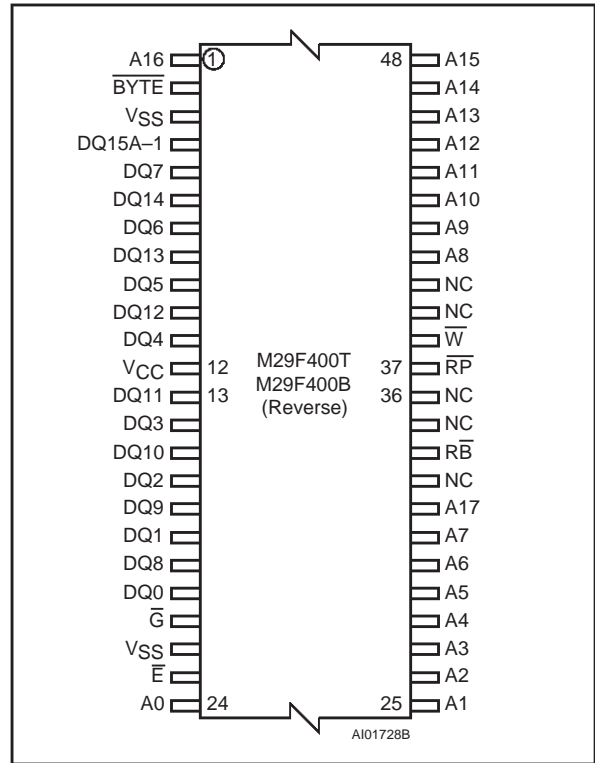 A16 1 48 A15
B̅Y̅T̅E̅ A14
VSS A13
DQ15A–1 A12
DQ7 A11
DQ14 A10
DQ6 A9
DQ13 A8
DQ5 NC
DQ12 NC
DQ4 W̅
VCC 12 M29F400T 37 R̅P̅
DQ11 13 M29F400B 36 NC
(Reverse)
DQ3 NC
DQ10 RB̅
DQ2 NC
DQ9 A17
DQ1 A7
DQ8 A6
DQ0 A5
G̅ A4
VSS A3
E̅ A2
A0 24 25 A1
AI01728B